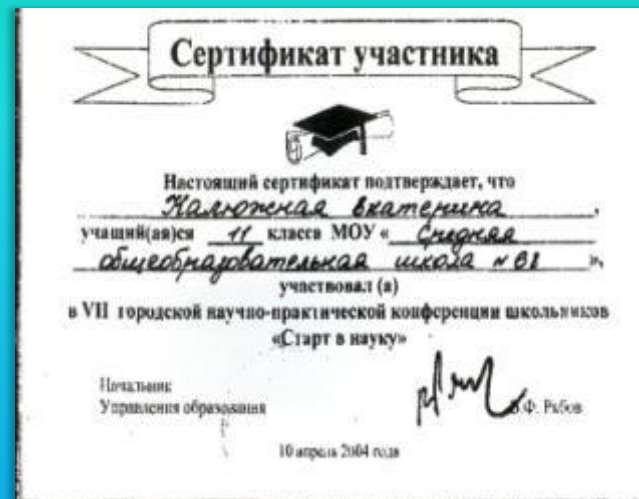 Сертификат участника
Настоящий сертификат подтверждает, что
Калюжная Екатерина,
учащий(ая)ся 11 класса МОУ « Средняя
общеобразовательная школа №
»,
участвовал (а)
в VII городской научно-практической конференции школьников
«Старт в науку»
Начальник
Управления образования
Ф. Рябов
10 апреля 2004 года